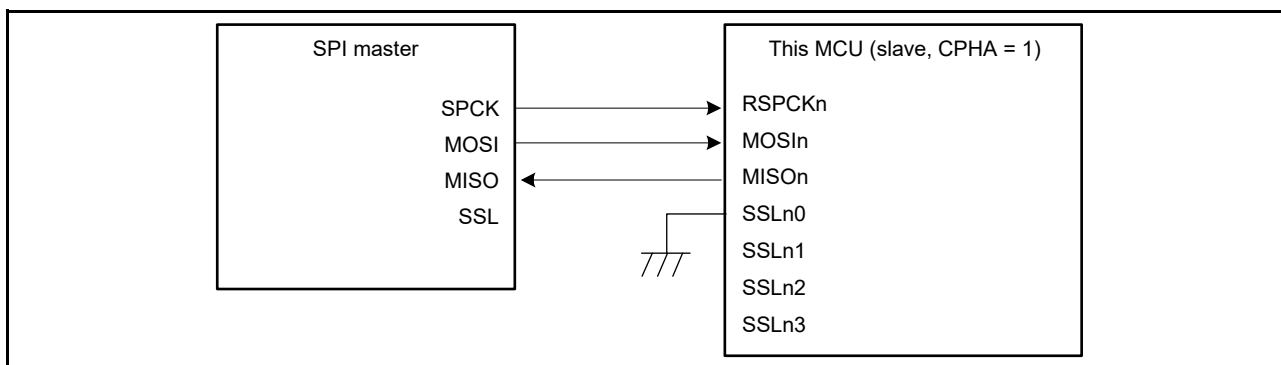 SPI master
SPCK
MOSI
MISO
SSL
This MCU (slave, CPHA = 1)
RSPCKn
MOSIn
MISOn
SSLn0
SSLn1
SSLn2
SSLn3